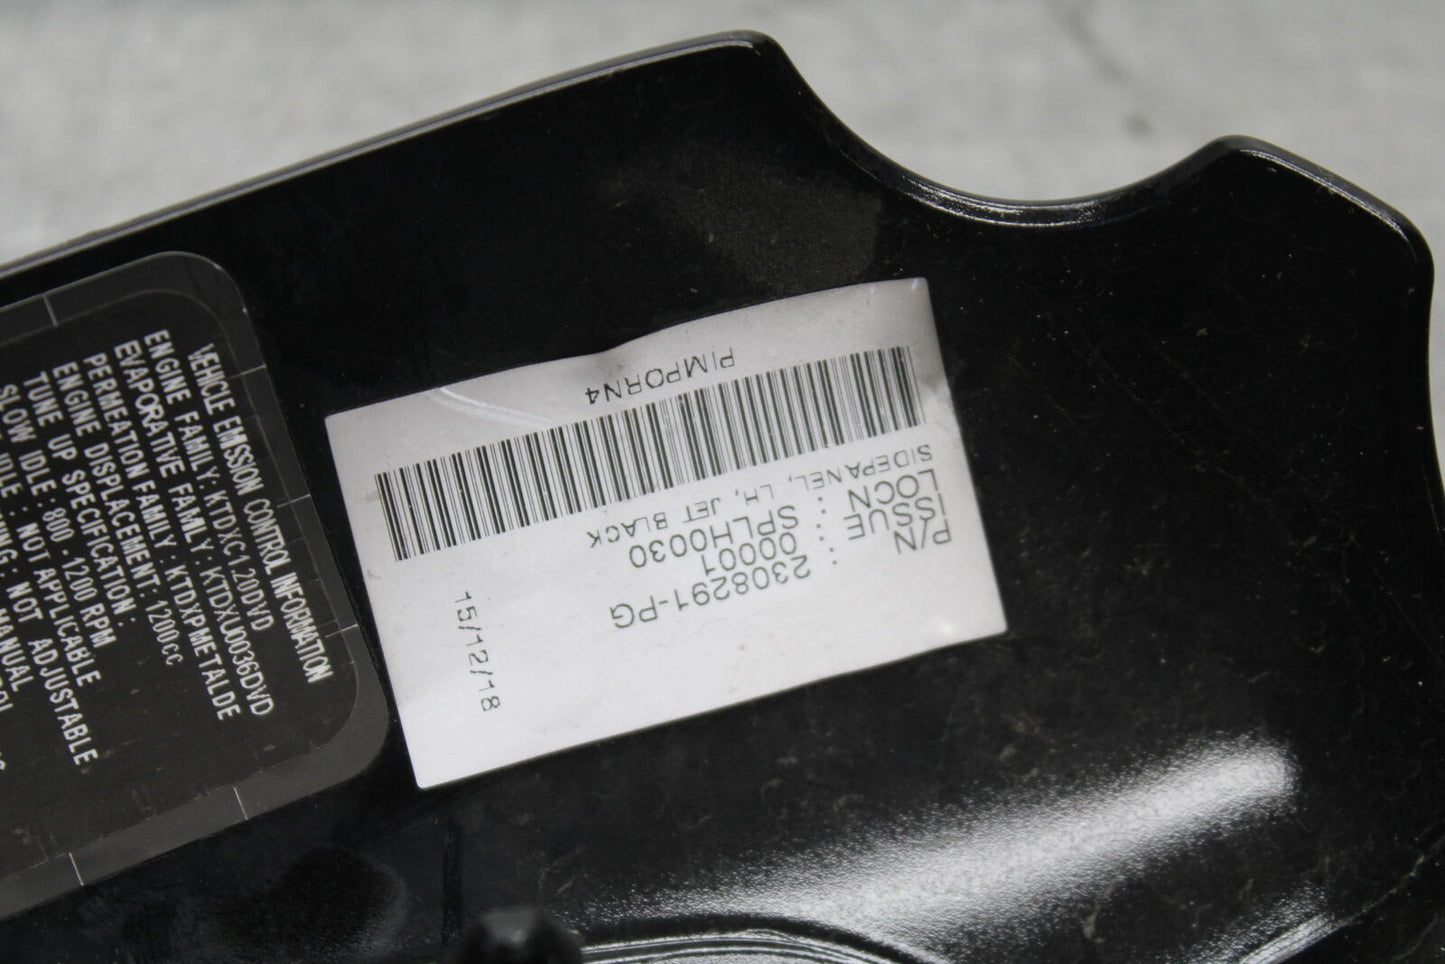 P/N : 2308291-PG
ISSUE : 00001
LOCN : SPLH0030
SIDEPANEL, LH, JET BLACK
PIMPORN4
15/12/18
VEHICLE EMISSION CONTROL INFORMATION
ENGINE FAMILY: KTDXC1.20DVD
EVAPORATIVE FAMILY: KTDXU0036DVD
PERMEATION FAMILY: KTDXPMETALDE
ENGINE DISPLACEMENT: 1200cc
TUNE UP SPECIFICATION:
SLOW IDLE: 800 - 1200 RPM
IDLE: NOT APPLICABLE
NOT ADJUSTABLE
MANUAL